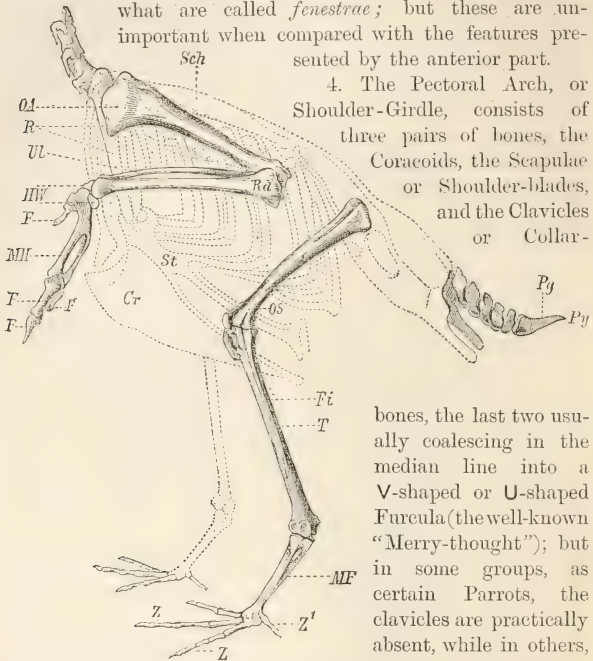 what are called fenestrae; but these are un-
important when compared with the features pre-
sented by the anterior part.
Sch
4. The Pectoral Arch, or
Shoulder-Girdle, consists of
three pairs of bones, the
Coracoids, the Scapulae
or Shoulder-blades,
and the Clavicles
or Collar-
OA
R
Ul
HW
F
MH
F
F
F
Rd
St
Cr
OS
Py
Py
Fi
T
bones, the last two usu-
ally coalescing in the
median line into a
V-shaped or U-shaped
Furcula (the well-known
"Merry-thought"); but
in some groups, as
certain Parrots, the
clavicles are practically
absent, while in others,
MF
Z
Z¹
Z